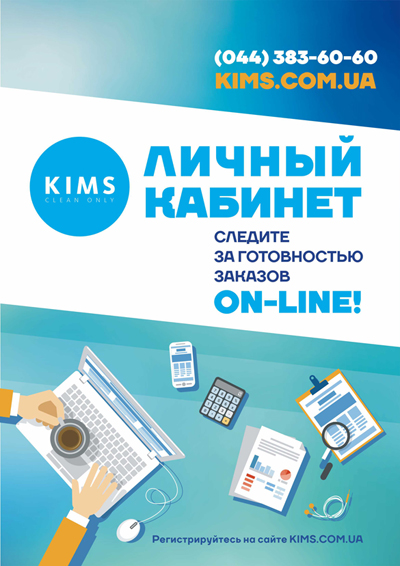 (044) 383-60-60
KIMS.COM.UA
KIMS
CLEAN ONLY
ЛИЧНЫЙ
КАБИНЕТ
СЛЕДИТЕ
ЗА ГОТОВНОСТЬЮ
ЗАКАЗОВ
ON-LINE!
Регистрируйтесь на сайте KIMS.COM.UA